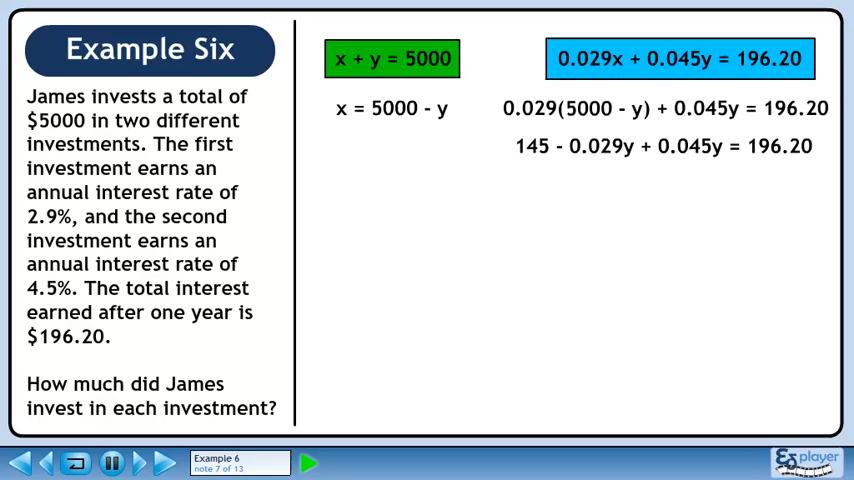 Example Six
James invests a total of
$5000 in two different
investments. The first
investment earns an
annual interest rate of
2.9%, and the second
investment earns an
annual interest rate of
4.5%. The total interest
earned after one year is
$196.20.
How much did James
invest in each investment?
x + y = 5000
x = 5000 - y
0.029x + 0.045y = 196.20
0.029(5000 - y) + 0.045y = 196.20
145 - 0.029y + 0.045y = 196.20
Example 6
note 7 of 13
player